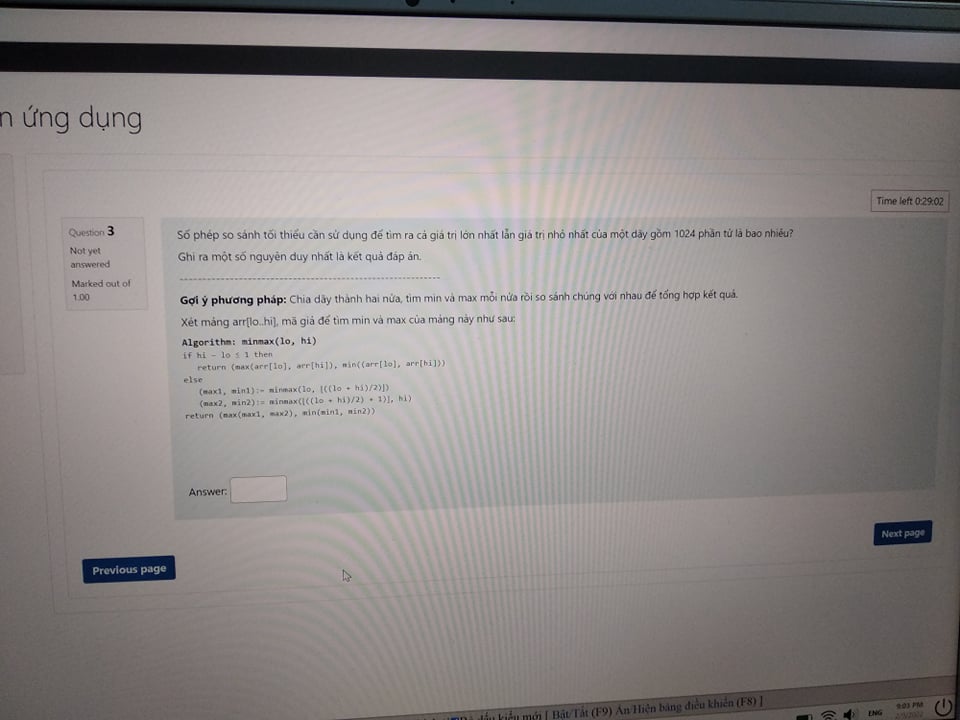 n ứng dụng
Time left 0:29:02
Question 3
Not yet
answered
Marked out of
1.00
Số phép so sánh tối thiểu cần sử dụng để tìm ra cả giá trị lớn nhất lẫn giá trị nhỏ nhất của một dãy gồm 1024 phần tử là bao nhiêu?
Ghi ra một số nguyên duy nhất là kết quả đáp án.
Gợi ý phương pháp: Chia dãy thành hai nửa, tìm min và max mỗi nửa rồi so sánh chúng với nhau để tổng hợp kết quả.
Xét mảng arr[lo..hi], mã giả để tìm min và max của mảng này như sau:
Algorithm: minmax(lo, hi)
if hi - lo ≤ 1 then
return (max(arr[lo], arr[hi]), min((arr[lo], arr[hi]))
else
(max1, min1):= minmax(lo, [((lo + hi)/2)])
(max2, min2):= minmax([((lo + hi)/2) + 1)], hi)
return (max(max1, max2), min(min1, min2))
Answer:
Next page
Previous page
dấu kiểu mới [ Bật/Tắt (F9) Ẩn/Hiện bảng điều khiển (F8) ]
ENG
9:03 PM